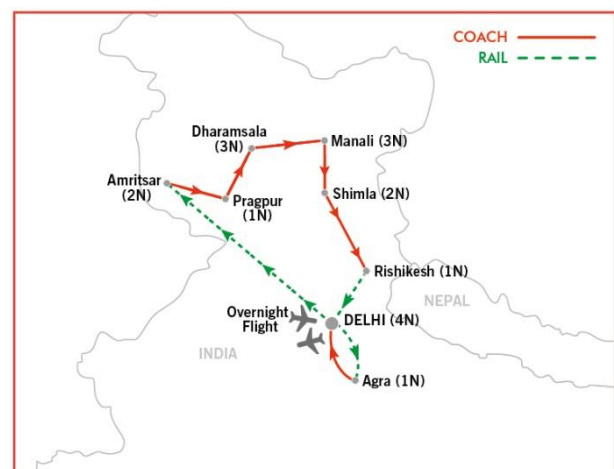 COACH
RAIL
Dharamsala
(3N)
Manali (3N)
Amritsar
(2N)
Pragpur
(1N)
Shimla (2N)
Rishikesh (1N)
NEPAL
Overnight
Flight
DELHI (4N)
INDIA
Agra (1N)